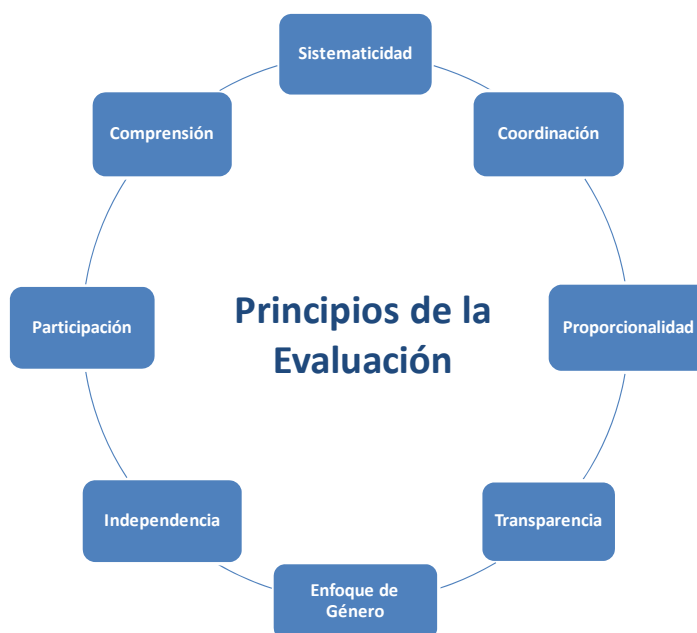 Sistematicidad
Comprensión
Coordinación
Participación
Principios de la
Evaluación
Proporcionalidad
Independencia
Transparencia
Enfoque de
Género